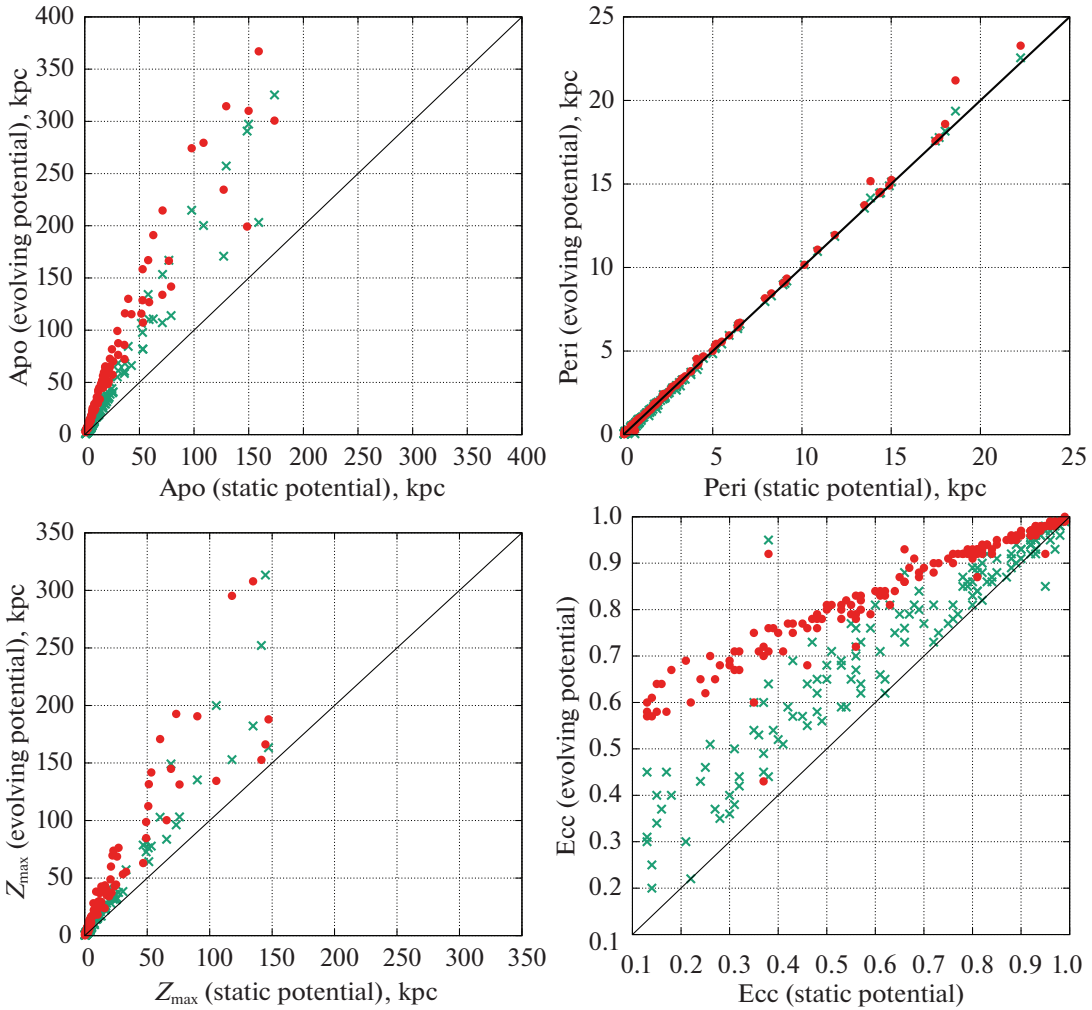 400
350
300
250
200
150
100
50
0
Apo (evolving potential), kpc
0 50 100 150 200 250 300 350 400
Apo (static potential), kpc
25
20
15
10
5
0
Peri (evolving potential), kpc
0 5 10 15 20 25
Peri (static potential), kpc
350
300
250
200
150
100
50
0
Zmax (evolving potential), kpc
0 50 100 150 200 250 300 350
Zmax (static potential), kpc
1.0
0.9
0.8
0.7
0.6
0.5
0.4
0.3
0.2
0.1
Ecc (evolving potential)
0.1 0.2 0.3 0.4 0.5 0.6 0.7 0.8 0.9 1.0
Ecc (static potential)